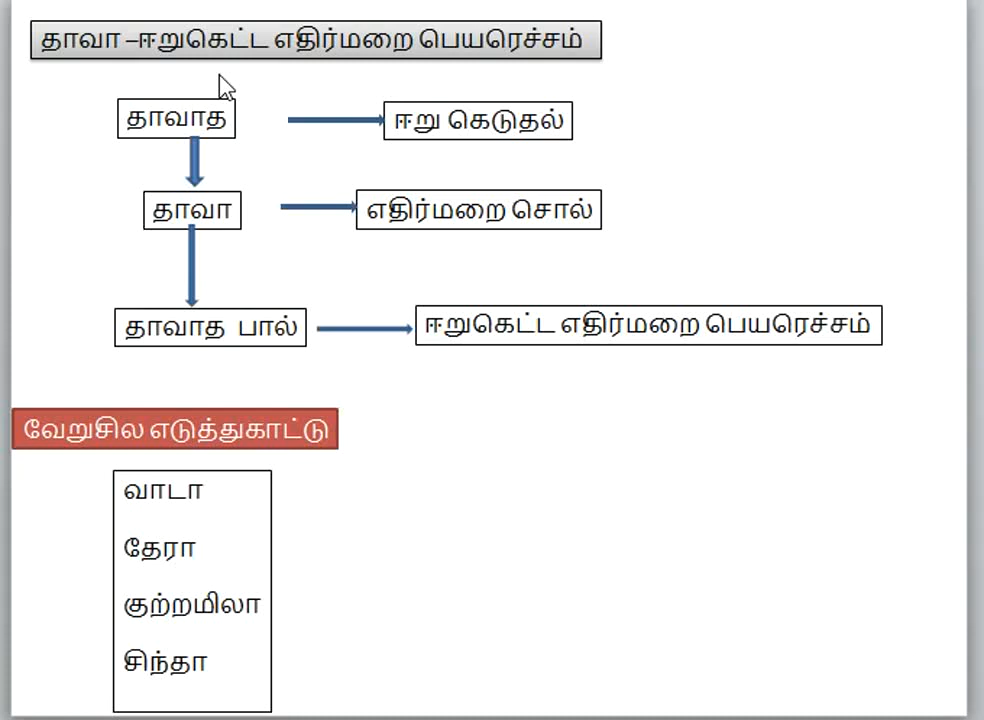 தாவா –ஈறுகெட்ட எதிர்மறை பெயரெச்சம்
தாவாத
ஈறு கெடுதல்
தாவா
எதிர்மறை சொல்
தாவாத பால்
ஈறுகெட்ட எதிர்மறை பெயரெச்சம்
வேறுசில எடுத்துகாட்டு
வாடா
தேரா
குற்றமிலா
சிந்தா